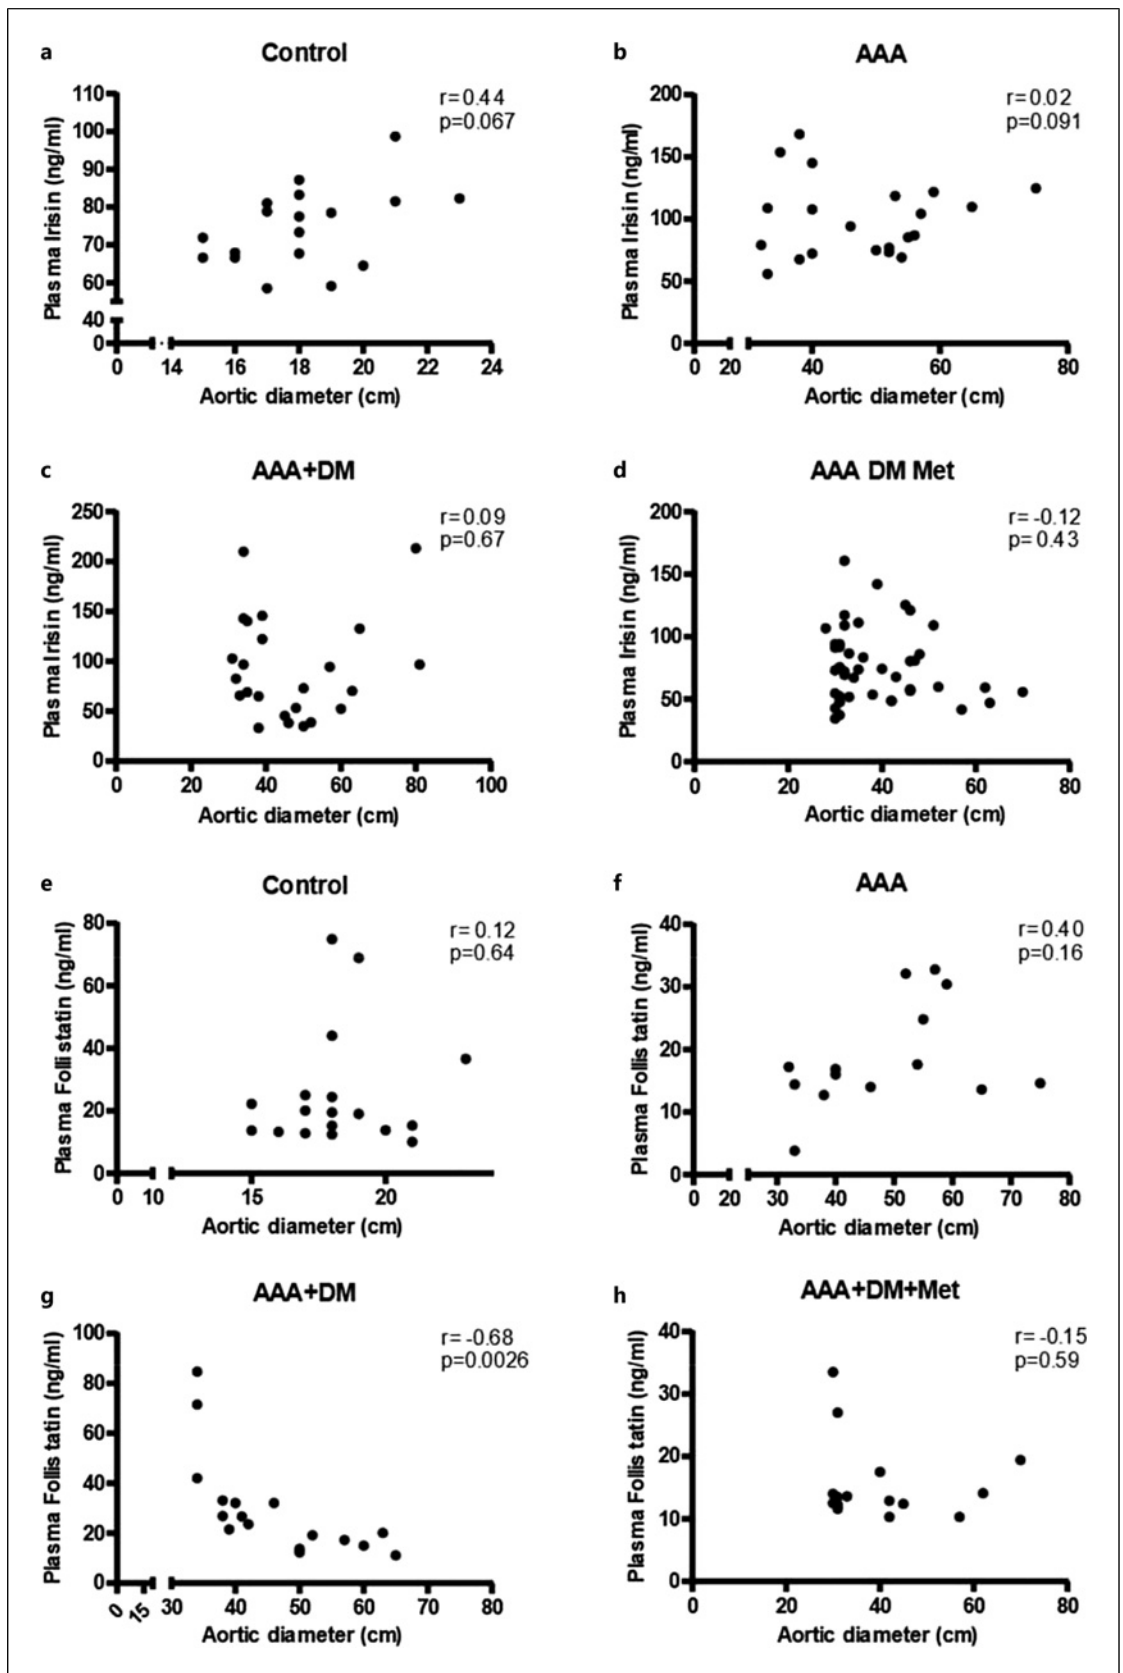 a
Control
r=0.44
p=0.067
Plasma Irisin (ng/ml)
110
100
90
80
70
60
40
0
0 14 16 18 20 22 24
Aortic diameter (cm)
b
AAA
r=0.02
p=0.091
Plasma Irisin (ng/ml)
200
150
100
50
0
0 20 40 60 80
Aortic diameter (cm)
c
AAA+DM
r=0.09
p=0.67
Plasma Irisin (ng/ml)
250
200
150
100
50
0
0 20 40 60 80 100
Aortic diameter (cm)
d
AAA DM Met
r= -0.12
p= 0.43
Plasma Irisin (ng/ml)
200
150
100
50
0
0 20 40 60 80
Aortic diameter (cm)
e
Control
r= 0.12
p=0.64
Plasma Folli statin (ng/ml)
80
60
40
20
0
0 10 15 20
Aortic diameter (cm)
f
AAA
r=0.40
p=0.16
Plasma Follis tatin (ng/ml)
40
30
20
10
0
0 20 30 40 50 60 70 80
Aortic diameter (cm)
g
AAA+DM
r= -0.68
p=0.0026
Plasma Follis tatin (ng/ml)
100
80
60
40
20
0
0 15 30 40 50 60 70 80
Aortic diameter (cm)
h
AAA+DM+Met
r= -0.15
p=0.59
Plasma Follis tatin (ng/ml)
40
30
20
10
0
0 20 40 60 80
Aortic diameter (cm)